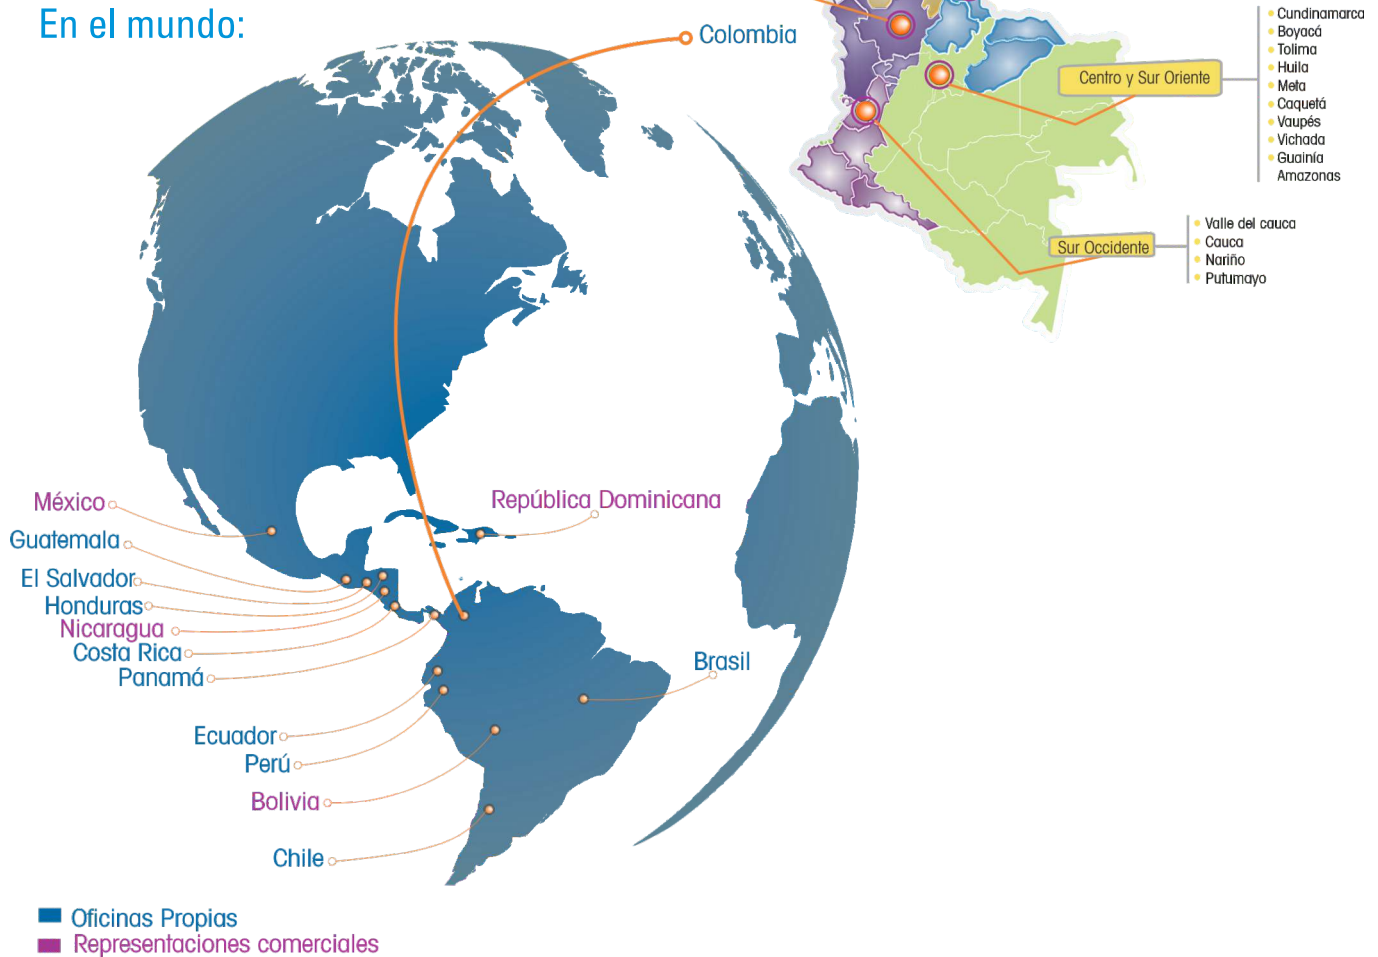 En el mundo:
Colombia
Centro y Sur Oriente
Cundinamarca
Boyacá
Tolima
Huila
Meta
Caquetá
Vaupés
Vichada
Guainía
Amazonas
Sur Occidente
Valle del cauca
Cauca
Nariño
Putumayo
México
República Dominicana
Guatemala
El Salvador
Honduras
Nicaragua
Costa Rica
Panamá
Brasil
Ecuador
Perú
Bolivia
Chile
Oficinas Propias
Representaciones comerciales